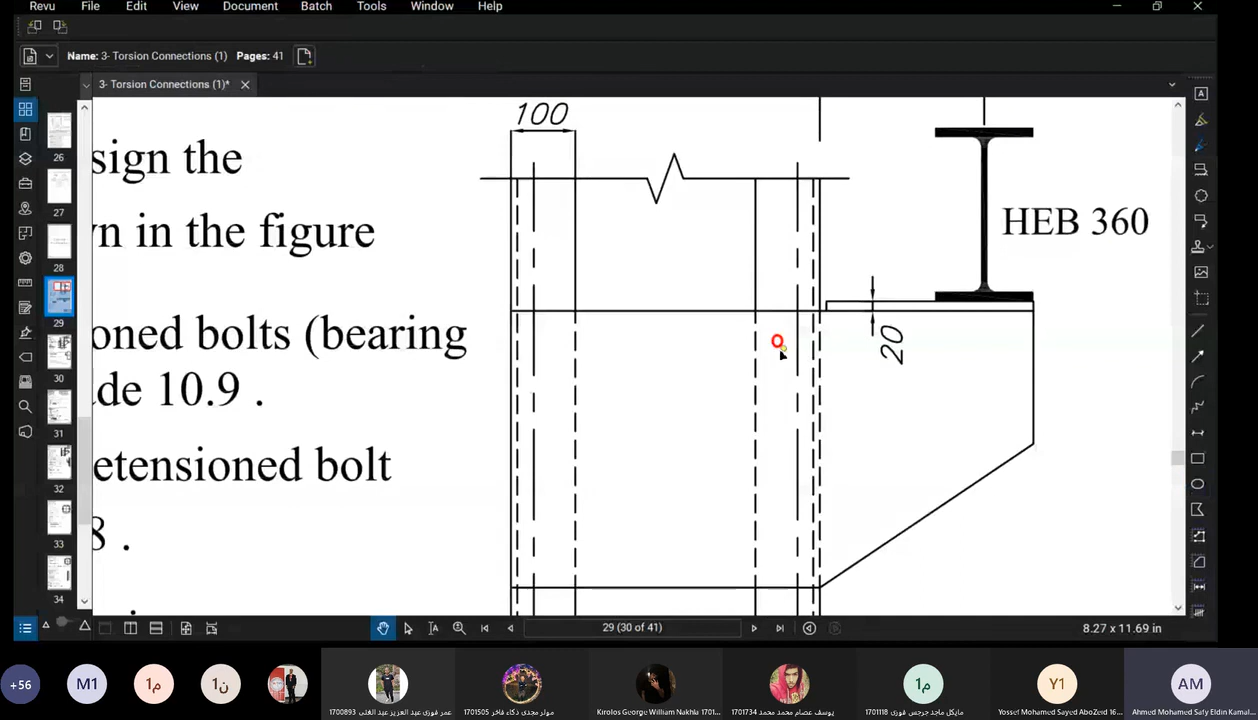 Revu File Edit View Document Batch Tools Window Help
Name: 3- Torsion Connections (1) Pages: 41
3- Torsion Connections (1)*
26
27
28
29
30
31
32
33
34
sign the
n in the figure
oned bolts (bearing
de 10.9 .
etensioned bolt
8 .
100
HEB 360
20
29 (30 of 41)
8.27 x 11.69 in
+56
M1
م1
ن1
1700893 عمر فوزى عبد العزيز عبد الغنى
1701505 مولر مجدى ذكاء فاخر
Kirolos George William Nakhla 1701...
1701734 يوسف عصام محمد محمد
م1
1701118 مايكل ماجد جرجس فوزى
Y1
Yossef Mohamed Sayed AboZeid 16...
AM
Ahmed Mohamed Safy Eldin Kamal...